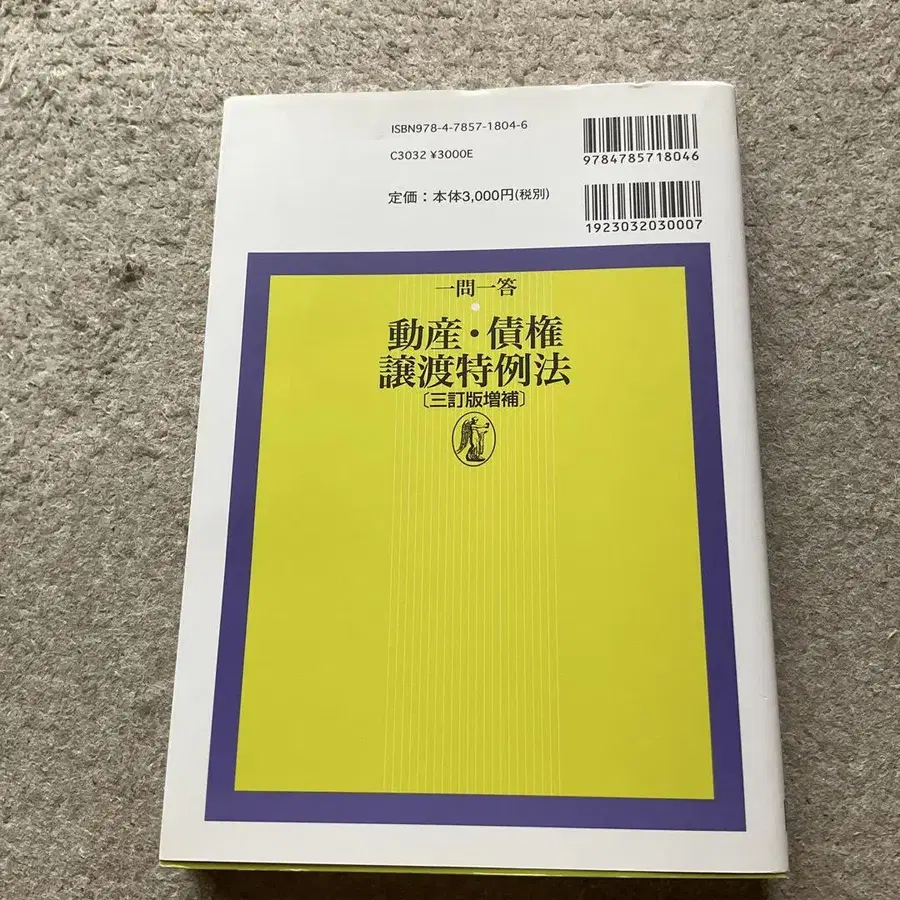 ISBN978-4-7857-1804-6
C3032 ¥3000E
定価：本体3,000円(税別)
9784785718046
1923032030007
一問一答
動産・債権
譲渡特例法
〔三訂版増補〕